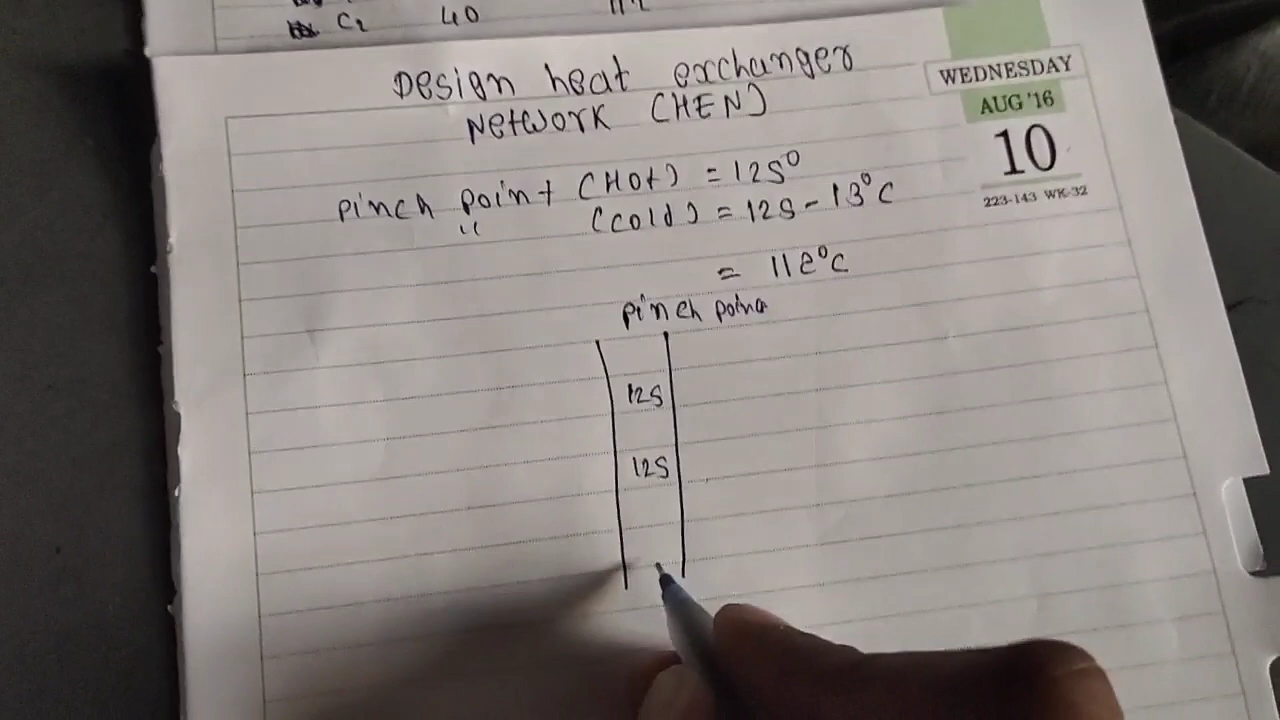 C2 40
Design heat exchanger
Network (HEN)
WEDNESDAY
AUG '16
10
223-143 WK-32
pinch point (Hot) = 125°
" (cold) = 125 - 13°C
= 112°C
pinch point
125
125